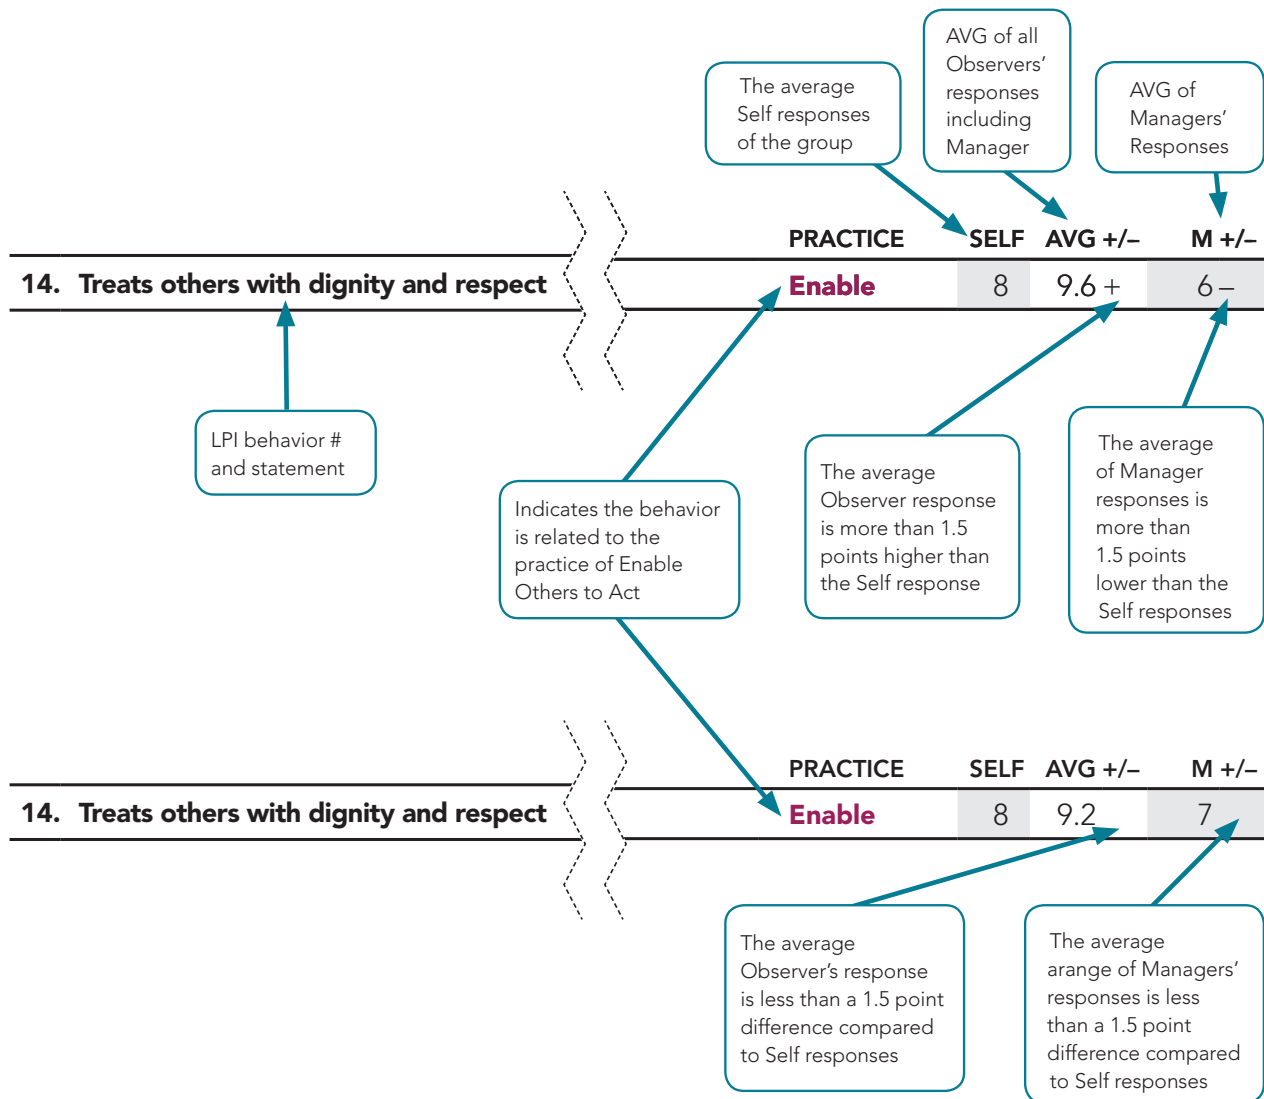 AVG of all
Observers’
responses
including
Manager
The average
Self responses
of the group
AVG of
Managers’
Responses
PRACTICE SELF AVG +/– M +/–
14. Treats others with dignity and respect Enable 8 9.6 + 6 –
LPI behavior #
and statement
Indicates the behavior
is related to the
practice of Enable
Others to Act
The average
Observer response
is more than 1.5
points higher than
the Self response
The average
of Manager
responses is
more than
1.5 points
lower than the
Self responses
PRACTICE SELF AVG +/– M +/–
14. Treats others with dignity and respect Enable 8 9.2 7
The average
Observer’s response
is less than a 1.5 point
difference compared
to Self responses
The average
arange of Managers’
responses is less
than a 1.5 point
difference compared
to Self responses